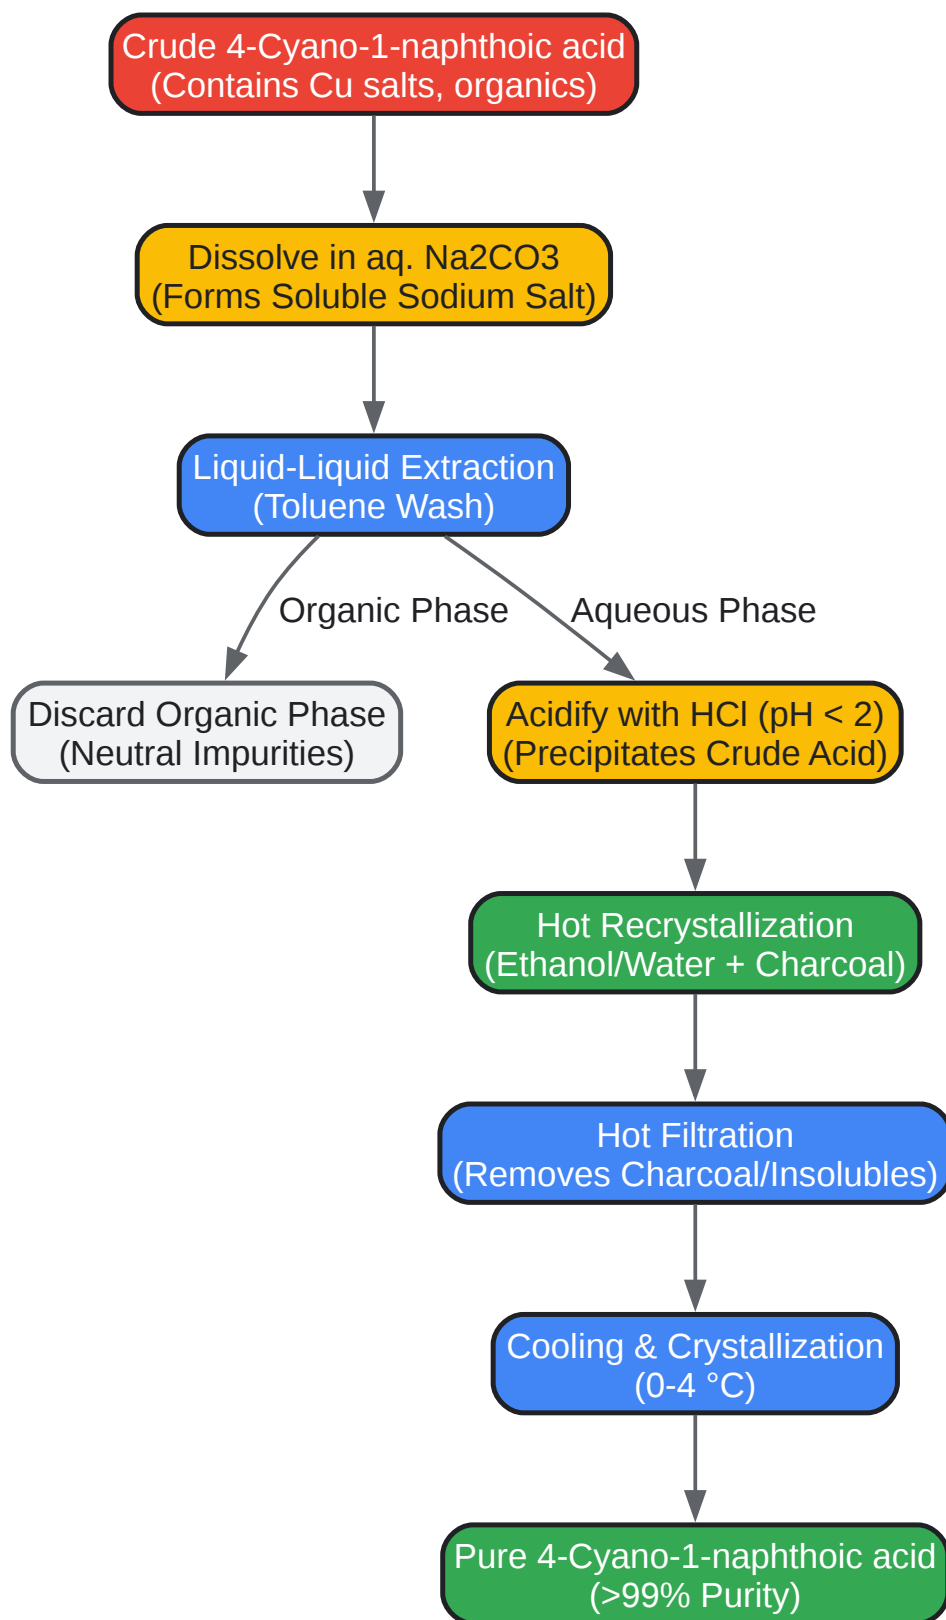 Crude 4-Cyano-1-naphthoic acid
(Contains Cu salts, organics)
Dissolve in aq. Na2CO3
(Forms Soluble Sodium Salt)
Liquid-Liquid Extraction
(Toluene Wash)
Organic Phase
Aqueous Phase
Discard Organic Phase
(Neutral Impurities)
Acidify with HCl (pH < 2)
(Precipitates Crude Acid)
Hot Recrystallization
(Ethanol/Water + Charcoal)
Hot Filtration
(Removes Charcoal/Insolubles)
Cooling & Crystallization
(0-4 °C)
Pure 4-Cyano-1-naphthoic acid
(>99% Purity)